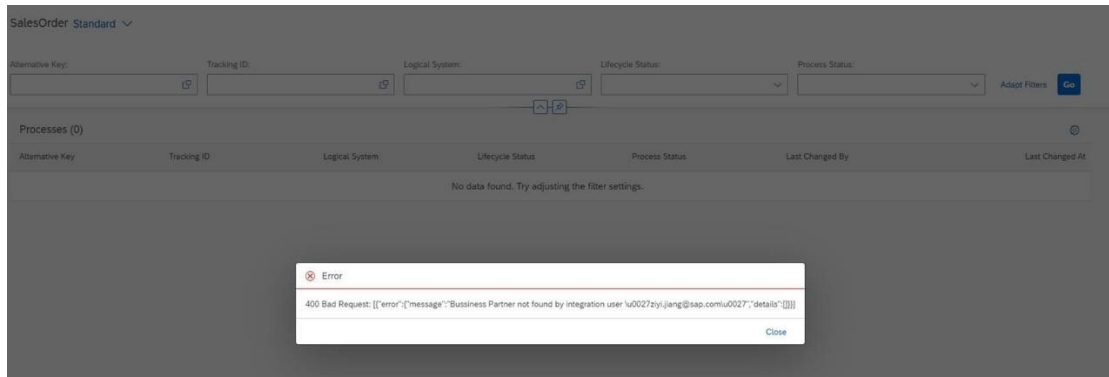 SalesOrder Standard
Alternative Key: Tracking ID: Logical System: Lifecycle Status: Process Status:
Adapt Filters Go
Processes (0)
Alternative Key Tracking ID Logical System Lifecycle Status Process Status Last Changed By Last Changed At
No data found. Try adjusting the filter settings.
Error
400 Bad Request: [{"error":{"message":"Bussiness Partner not found by integration user \u0027ziyi.jiang@sap.com\u0027","details":[]}}]
Close